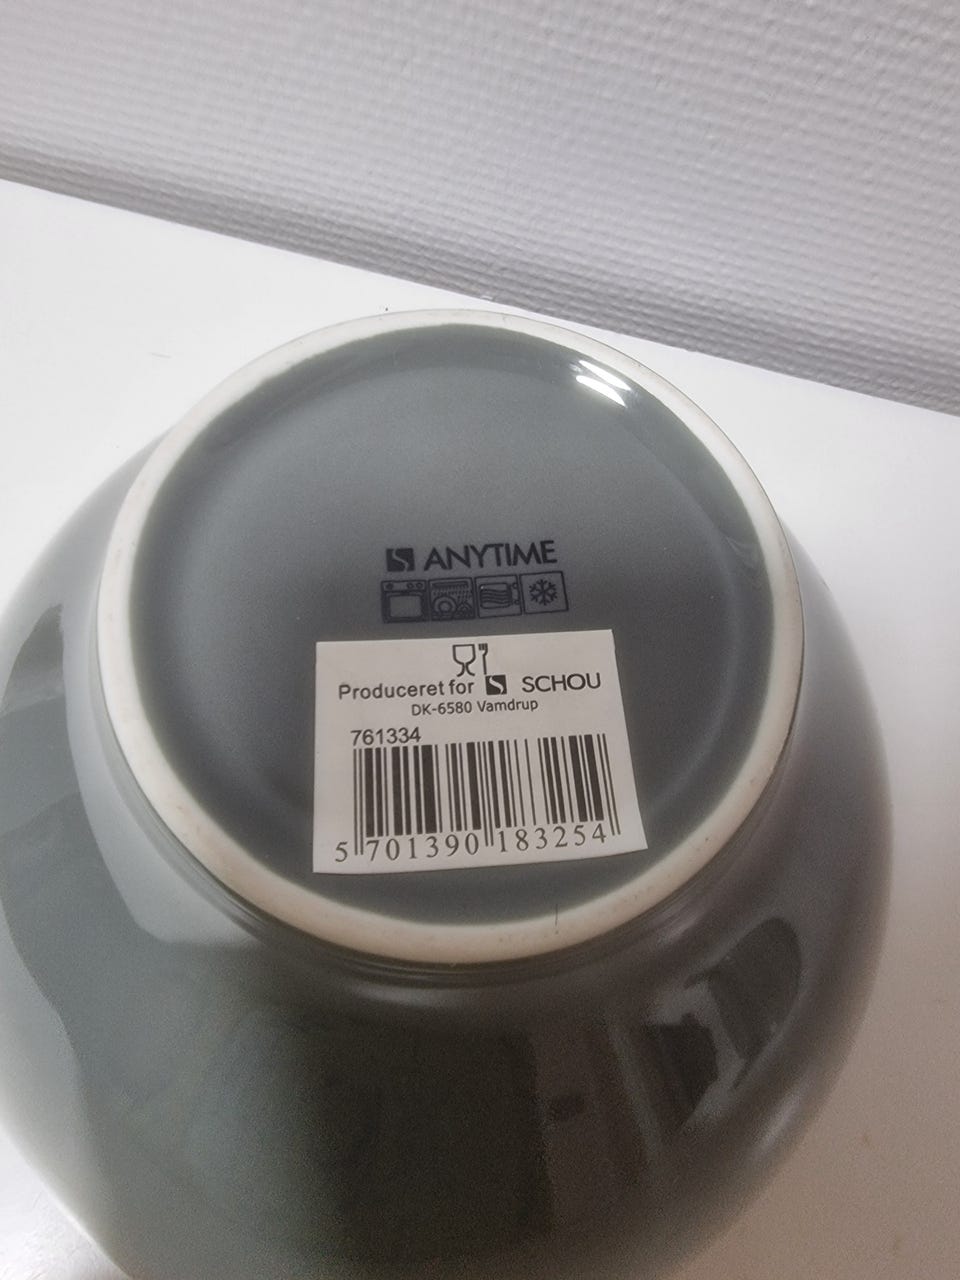 ANYTIME
Produceret for SCHOU
DK-6580 Vamdrup
761334
5 701390 183254